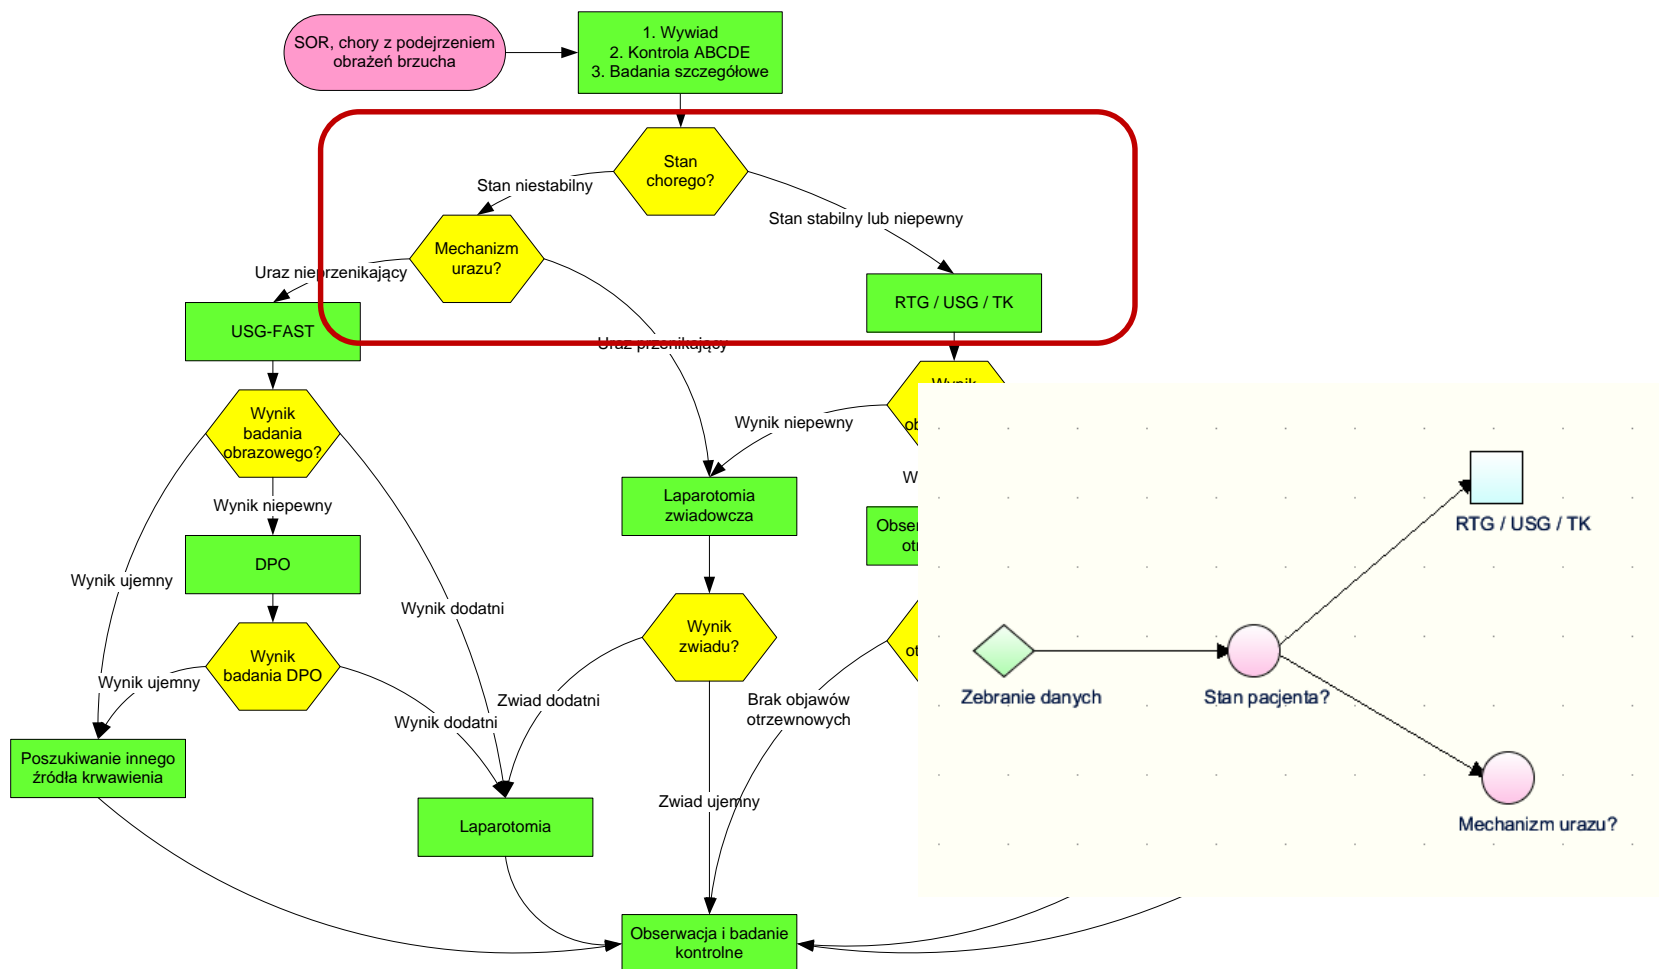 SOR, chory z podejrzeniem
obrażeń brzucha
1. Wywiad
2. Kontrola ABCDE
3. Badania szczegółowe
Stan
chorego?
Stan niestabilny
Stan stabilny lub niepewny
Mechanizm
urazu?
Uraz nieprzenikający
RTG / USG / TK
USG-FAST
Uraz przenikający
Wynik
Wynik
badania
obrazowego?
Wynik niepewny
Wynik niepewny
Laparotomia
zwiadowcza
DPO
Wynik ujemny
Wynik dodatni
Wynik
zwiadu?
Wynik
badania DPO
Wynik ujemny
Wynik dodatni
Zwiad dodatni
Brak objawów
otrzewnowych
Poszukiwanie innego
źródła krwawienia
Zwiad ujemny
Laparotomia
Obserwacja i badanie
kontrolne
RTG / USG / TK
Zebranie danych
Stan pacjenta?
Mechanizm urazu?